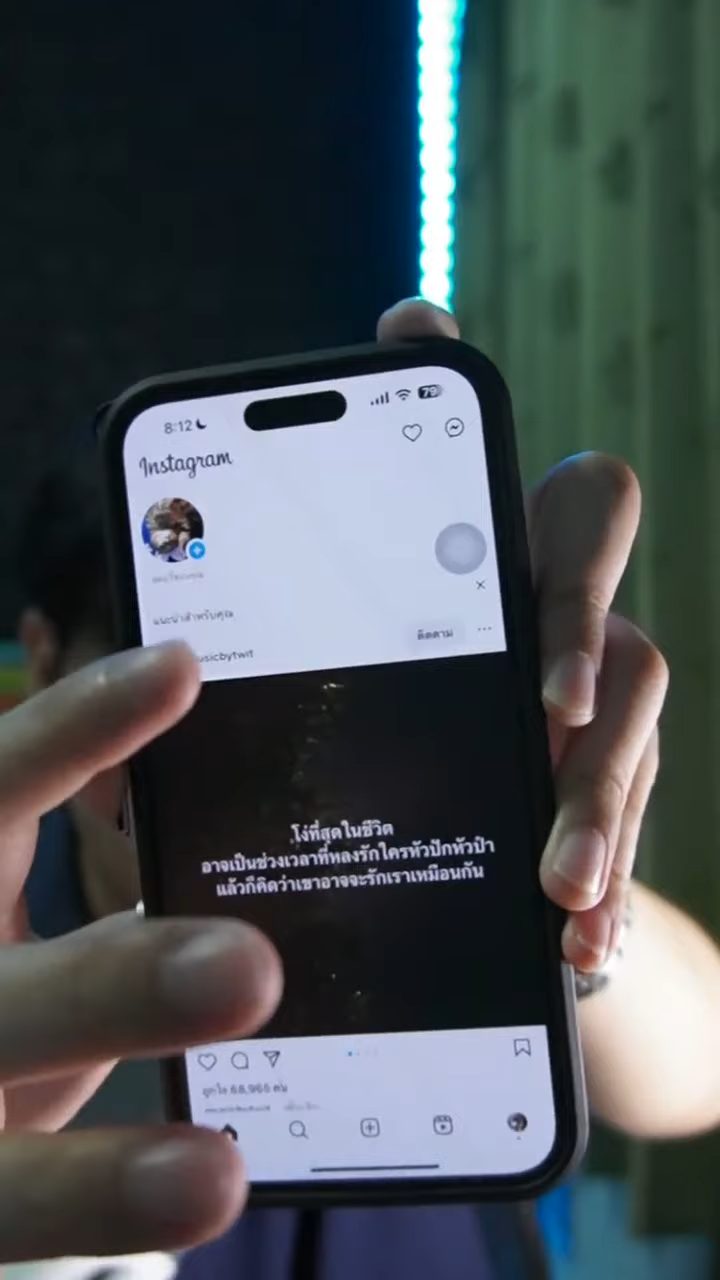 8:12
79
Instagram
แนะนำสำหรับคุณ
usicbytwit
ติดตาม
โง่ที่สุดในชีวิต
อาจเป็นช่วงเวลาที่หลงรักใครหัวปักหัวปำ
แล้วก็คิดว่าเขาอาจจะรักเราเหมือนกัน
ถูกใจ 68,965 คน